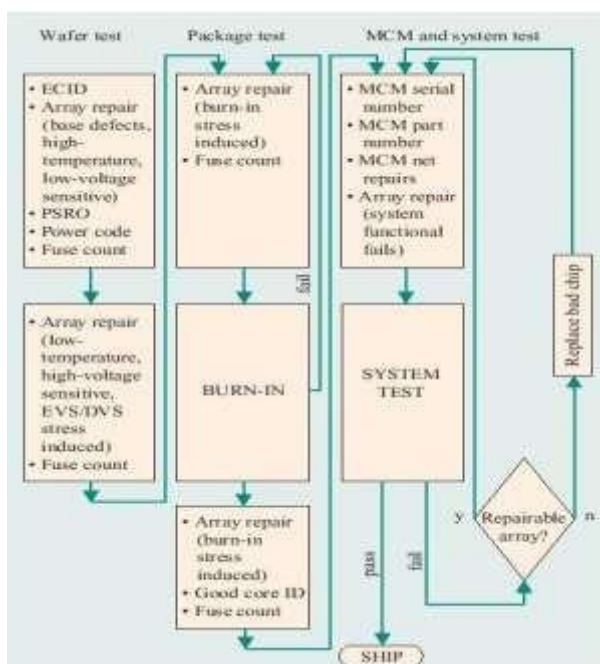 Wafer test
Package test
MCM and system test
• ECID
• Array repair
(base defects,
high-
temperature,
low-voltage
sensitive)
• PSRO
• Power code
• Fuse count
• Array repair
(low-
temperature,
high-voltage
sensitive,
EVS/DVS
stress
induced)
• Fuse count
• Array repair
(burn-in
stress
induced)
• Fuse count
fail
BURN-IN
• Array repair
(burn-in
stress
induced)
• Good core ID
• Fuse count
• MCM serial
number
• MCM part
number
• MCM net
repairs
• Array repair
(system
functional
fails)
SYSTEM
TEST
pass
fail
y
Repairable
array?
n
Replace bad chip
SHIP